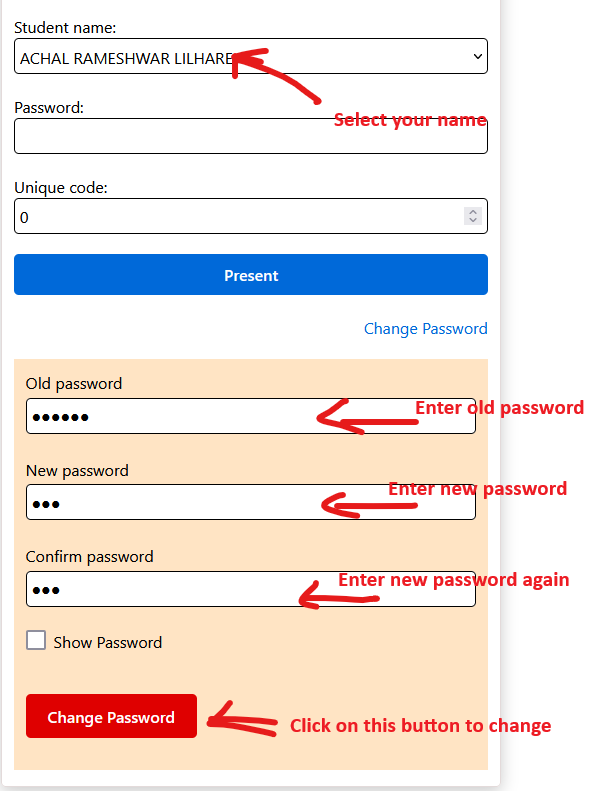 Student name:
ACHAL RAMESHWAR LILHARE
Select your name
Password:
Unique code:
0
Present
Change Password
Old password
Enter old password
New password
Enter new password
Confirm password
Enter new password again
Show Password
Change Password
Click on this button to change